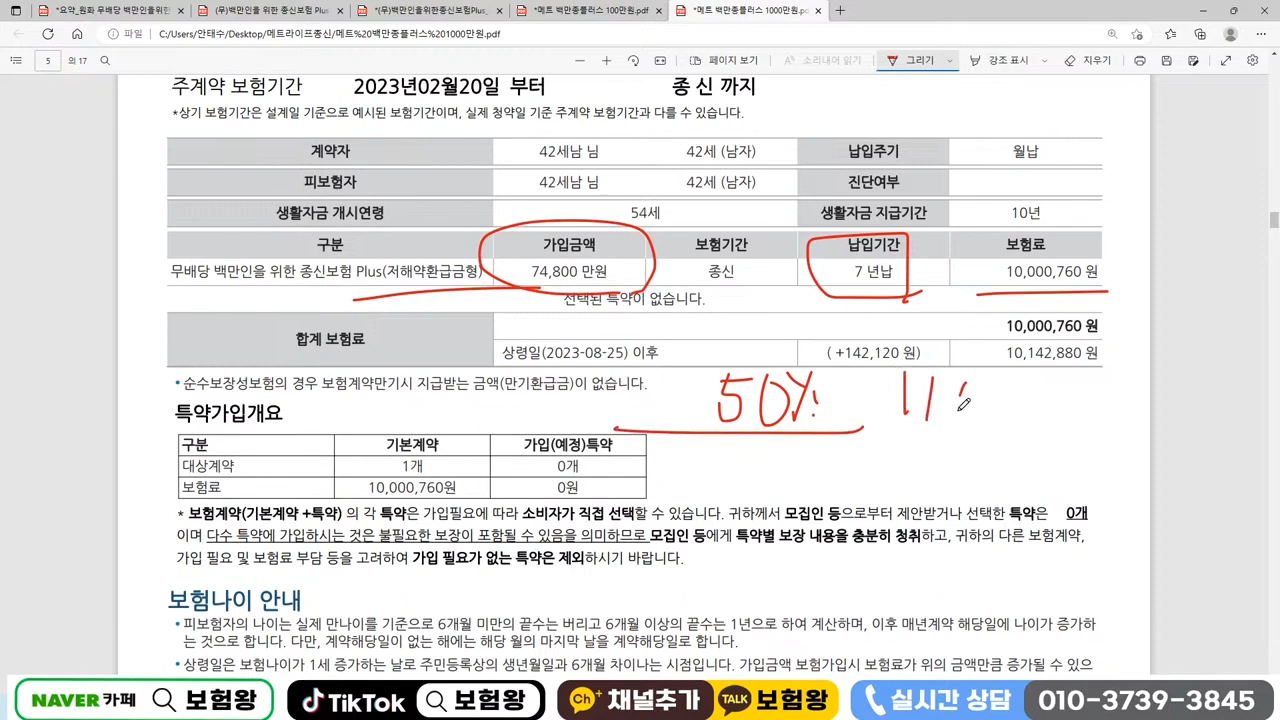 *요약_원화 무배당 백만인을 위한
(무)백만인을 위한 종신보험 Plus
*(무)백만인을위한종신보험Plus_
*메트 백만종플러스 100만원.pdf
*메트 백만종플러스 1000만원.pd
파일
C:/Users/안태수/Desktop/메트라이프종신/메트%20백만종플러스%201000만원.pdf
5 의 17
페이지 보기
소리내어 읽기
그리기
강조 표시
지우기
주계약 보험기간 2023년02월20일 부터 종 신 까지
*상기 보험기간은 설계일 기준으로 예시된 보험기간이며, 실제 청약일 기준 주계약 보험기간과 다를 수 있습니다.
계약자 42세남 님 42세 (남자) 납입주기 월납
피보험자 42세남 님 42세 (남자) 진단여부
생활자금 개시연령 54세 생활자금 지급기간 10년
구분 가입금액 보험기간 납입기간 보험료
무배당 백만인을 위한 종신보험 Plus(저해약환급금형) 74,800 만원 종신 7 년납 10,000,760 원
선택된 특약이 없습니다.
합계 보험료 10,000,760 원
상령일(2023-08-25) 이후 ( +142,120 원) 10,142,880 원
• 순수보장성보험의 경우 보험계약만기시 지급받는 금액(만기환급금)이 없습니다.
50%
특약가입개요
구분 기본계약 가입(예정)특약
대상계약 1개 0개
보험료 10,000,760원 0원
* 보험계약(기본계약 +특약) 의 각 특약은 가입필요에 따라 소비자가 직접 선택할 수 있습니다. 귀하께서 모집인 등으로부터 제안받거나 선택한 특약은 0개
이며 다수 특약에 가입하시는 것은 불필요한 보장이 포함될 수 있음을 의미하므로 모집인 등에게 특약별 보장 내용을 충분히 청취하고, 귀하의 다른 보험계약,
가입 필요 및 보험료 부담 등을 고려하여 가입 필요가 없는 특약은 제외하시기 바랍니다.
보험나이 안내
• 피보험자의 나이는 실제 만나이를 기준으로 6개월 미만의 끝수는 버리고 6개월 이상의 끝수는 1년으로 하여 계산하며, 이후 매년계약 해당일에 나이가 증가하
는 것으로 합니다. 다만, 계약해당일이 없는 해에는 해당 월의 마지막 날을 계약해당일로 합니다.
• 상령일은 보험나이가 1세 증가하는 날로 주민등록상의 생년월일과 6개월 차이나는 시점입니다. 가입금액 보험가입시 보험료가 위의 금액만큼 증가될 수 있으
NAVER 카페 보험왕
TikTok 보험왕
Ch+ 채널추가 TALK 보험왕
실시간 상담 010-3739-3845